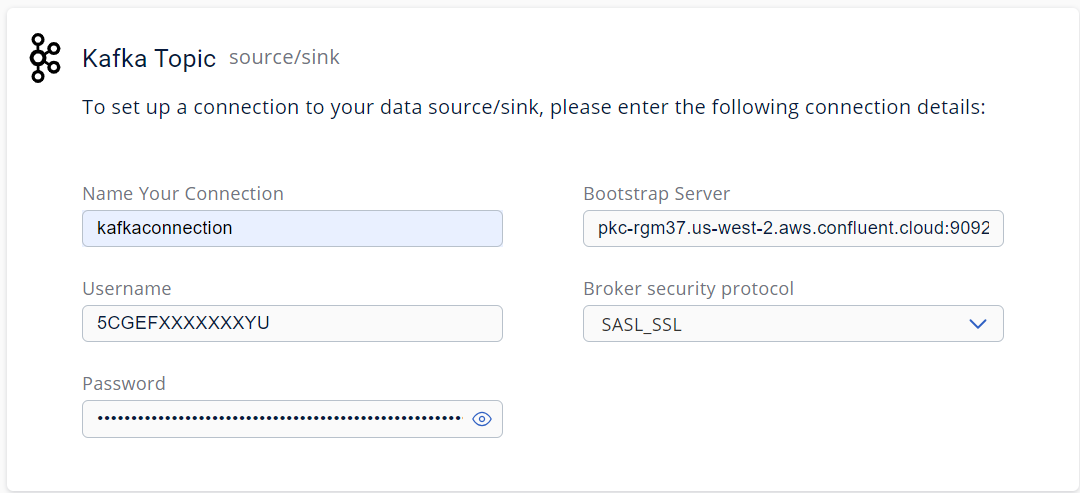 Kafka Topic source/sink
To set up a connection to your data source/sink, please enter the following connection details:
Name Your Connection
kafkaconnection
Bootstrap Server
pkc-rgm37.us-west-2.aws.confluent.cloud:9092
Username
5CGEFXXXXXXXYU
Broker security protocol
SASL_SSL
Password